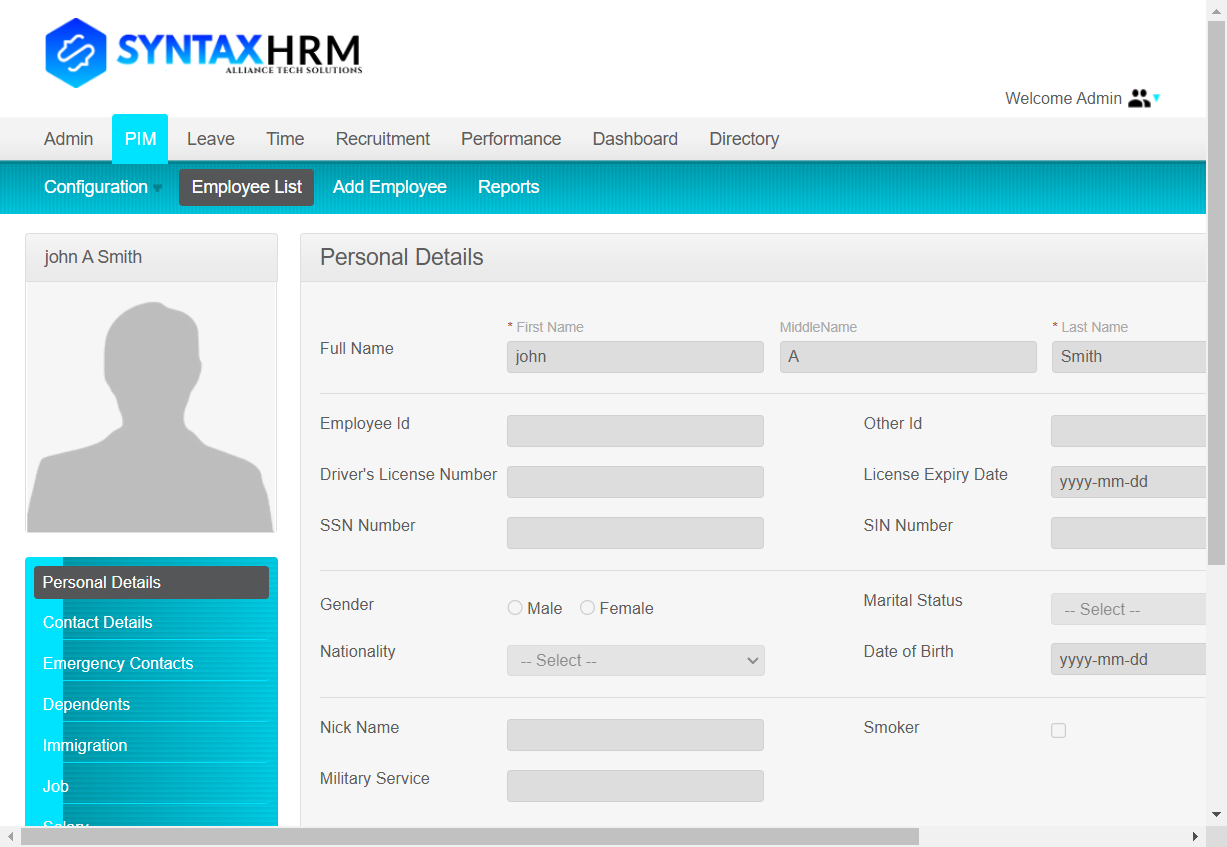 SYNTAXHRM
ALLIANCE TECH SOLUTIONS
Welcome Admin
Admin PIM Leave Time Recruitment Performance Dashboard Directory
Configuration Employee List Add Employee Reports
john A Smith
Personal Details
* First Name MiddleName * Last Name
Full Name john A Smith
Employee Id Other Id
Driver's License Number License Expiry Date yyyy-mm-dd
SSN Number SIN Number
Gender Male Female Marital Status -- Select --
Nationality -- Select -- Date of Birth yyyy-mm-dd
Nick Name Smoker
Military Service
Personal Details
Contact Details
Emergency Contacts
Dependents
Immigration
Job
Salary